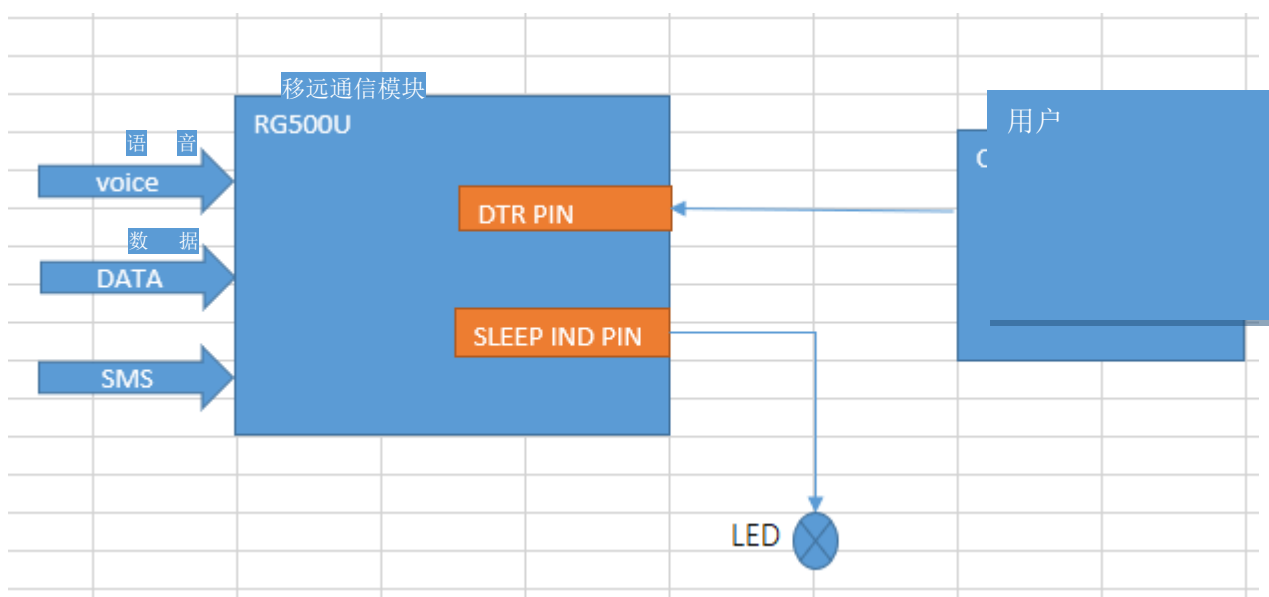 移远通信模块
RG500U
语 音
voice
数 据
DATA
SMS
DTR PIN
SLEEP IND PIN
用户
LED